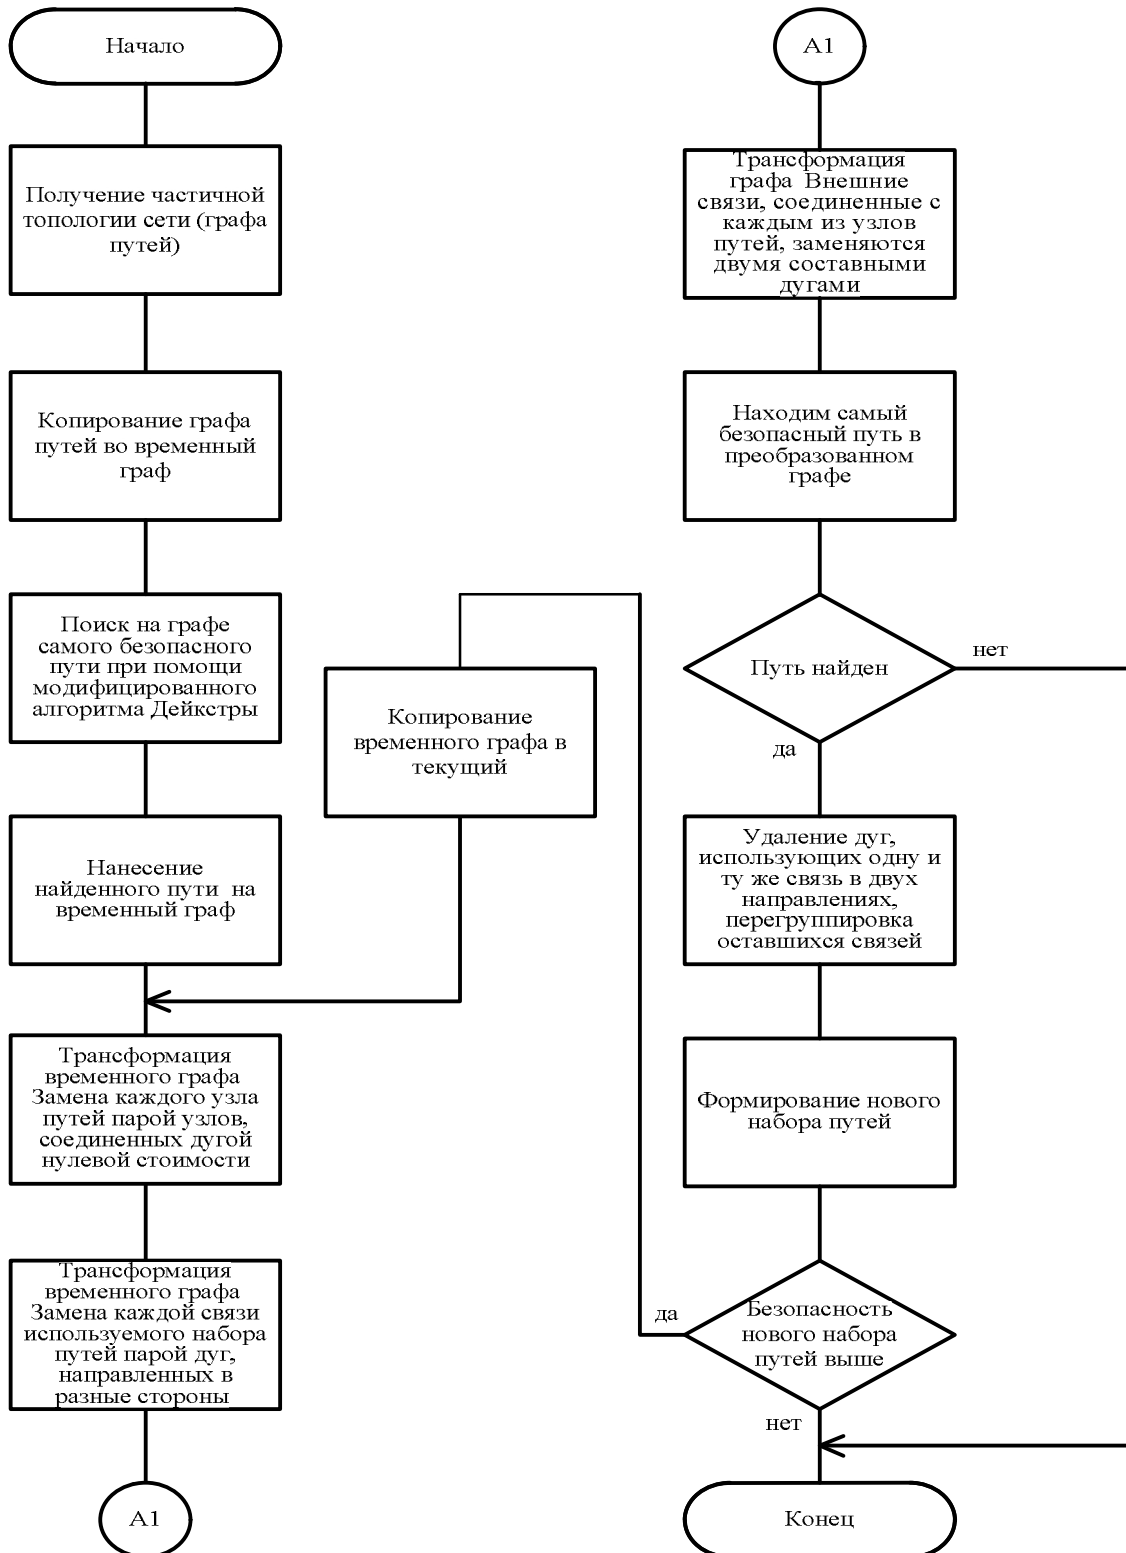 Начало
Получение частичной
топологии сети (графа
путей)
Копирование графа
путей во временный
граф
Поиск на графе
самого безопасного
пути при помощи
модифицированного
алгоритма Дейкстры
Нанесение
найденного пути на
временный граф
Трансформация
временного графа
Замена каждого узла
путей парой узлов,
соединенных дугой
нулевой стоимости
Трансформация
временного графа
Замена каждой связи
используемого набора
путей парой дуг,
направленных в
разные стороны
А1
Копирование
временного графа в
текущий
А1
Трансформация
графа Внешние
связи, соединенные с
каждым из узлов
путей, заменяются
двумя составными
дугами
Находим самый
безопасный путь в
преобразованном
графе
Путь найден
нет
да
Удаление дуг,
использующих одну и
ту же связь в двух
направлениях,
перегруппировка
оставшихся связей
Формирование нового
набора путей
Безопасность
нового набора
путей выше
да
нет
Конец